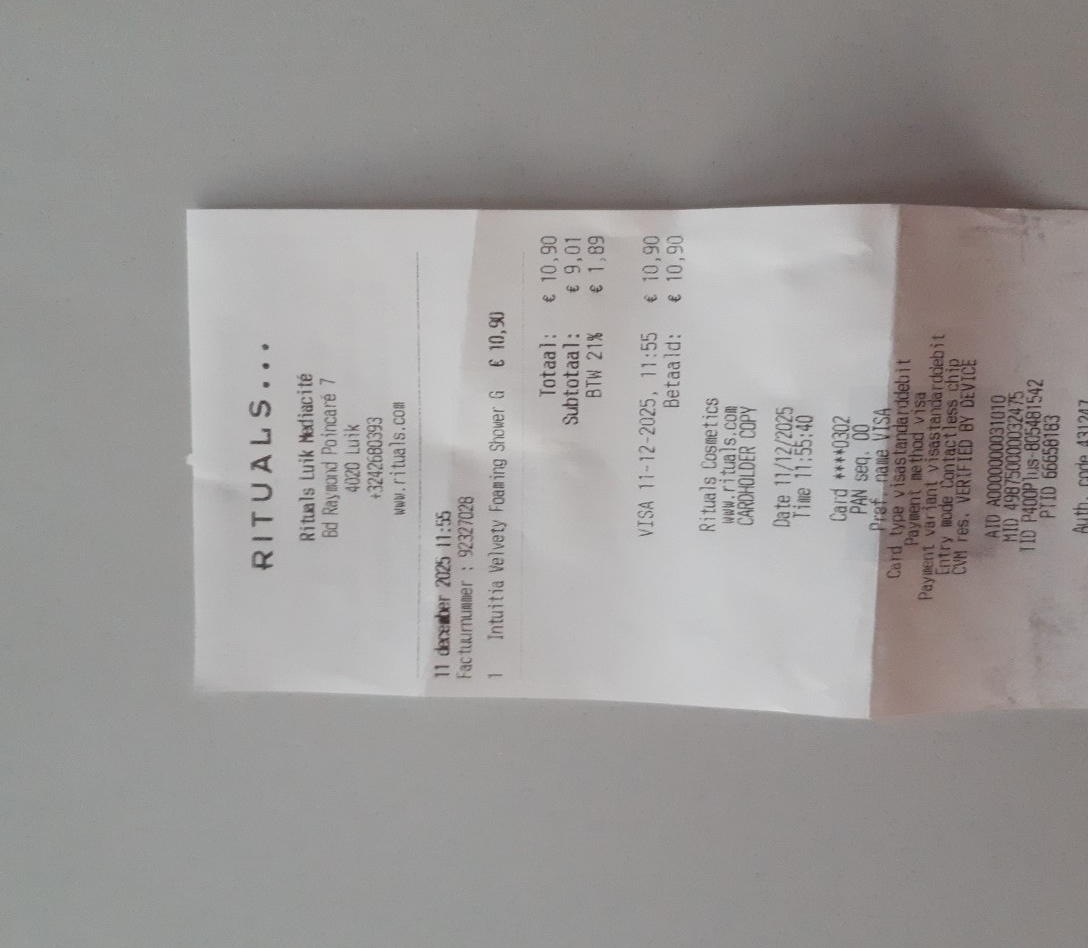 RITUALS...
Rituals Luik Mediacité
Bd Raymond Poincaré 7
4020 Luik
+3242680393
www.rituals.com
11 december 2025 11:55
Factuurnummer : 92327028
1 Intuitia Velvety Foaming Shower G € 10,90
Totaal: € 10,90
Subtotaal: € 9,01
BTW 21% € 1,89
VISA 11-12-2025, 11:55 € 10,90
Betaald: € 10,90
Rituals Cosmetics
www.rituals.com
CARDHOLDER COPY
Date 11/12/2025
Time 11:55:40
Card ****0302
PAN seq. 00
Pref. name VISA
Card type visastandarddebit
Payment method visa
Payment variant visastandarddebit
Entry mode Contactless chip
CVM res. VERIFIED BY DEVICE
AID A0000000031010
MID 498750000032475
TID P400Plus-805481542
PTID 66658183
Auth. code